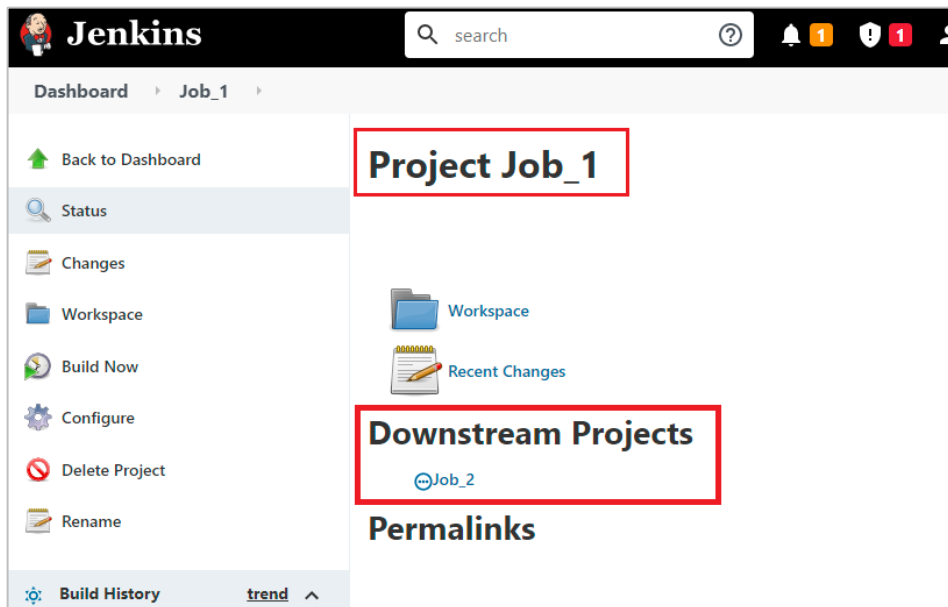 Jenkins
search
1
1
Dashboard Job_1
Back to Dashboard
Status
Changes
Workspace
Build Now
Configure
Delete Project
Rename
Build History trend
Project Job_1
Workspace
Recent Changes
Downstream Projects
Job_2
Permalinks